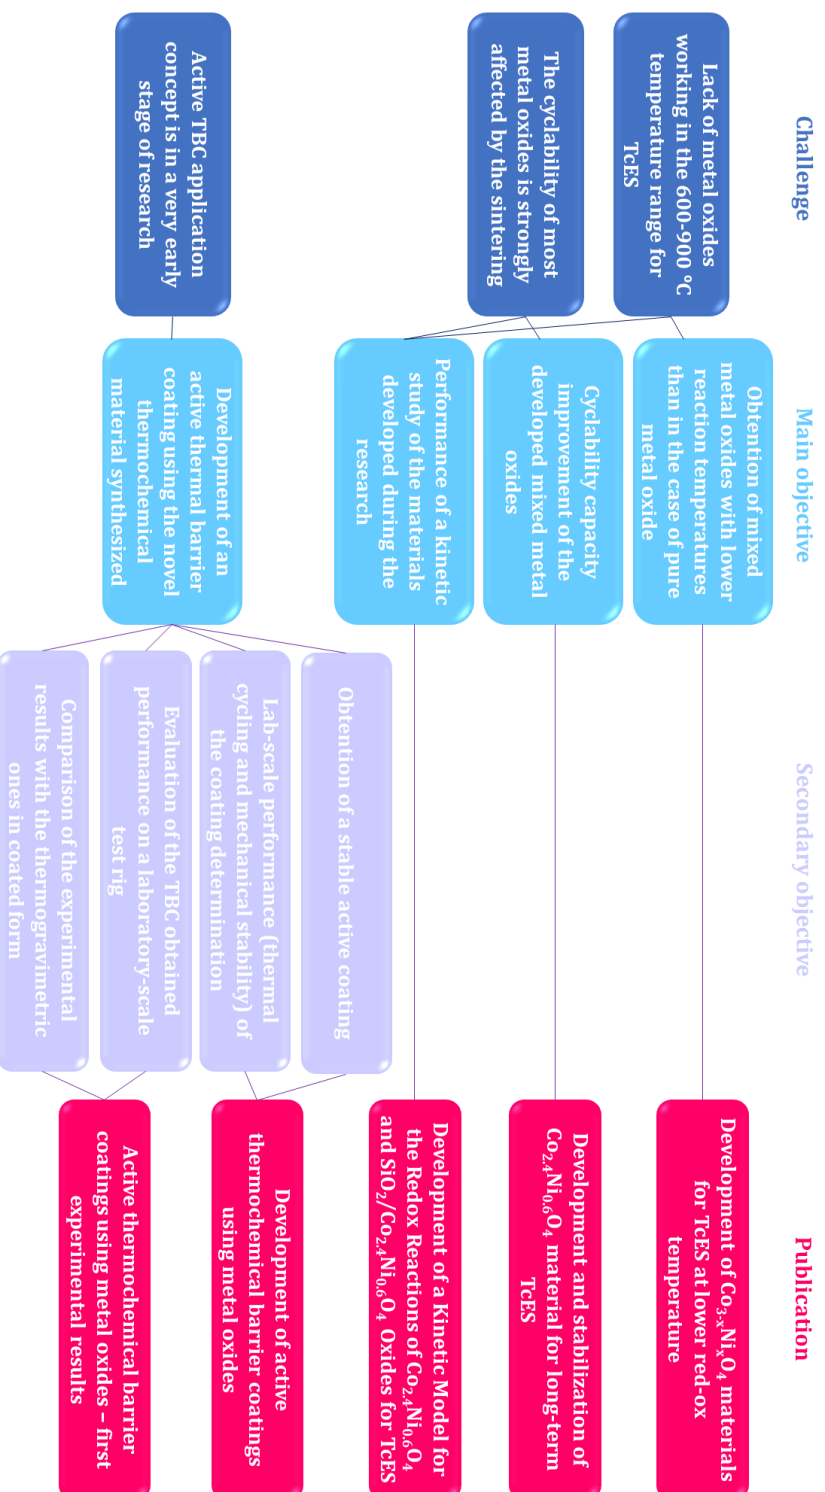 Challenge
Main objective
Secondary objective
Publication
Lack of metal oxides
working in the 600-900 ºC
temperature range for
TcES
The cyclability of most
metal oxides is strongly
affected by the sintering
Active TBC application
concept is in a very early
stage of research
Obtention of mixed
metal oxides with lower
reaction temperatures
than in the case of pure
metal oxide
Cyclability capacity
improvement of the
developed mixed metal
oxides
Performance of a kinetic
study of the materials
developed during the
research
Development of an
active thermal barrier
coating using the novel
thermochemical
material synthesized
Obtention of a stable active coating
Lab-scale performance (thermal
cycling and mechanical stability) of
the coating determination
Evaluation of the TBC obtained
performance on a laboratory-scale
test rig
Comparison of the experimental
results with the thermogravimetric
ones in coated form
Development of Co₃₋ₓNiₓO₄ materials
for TcES at lower red-ox
temperature
Development and stabilization of
Co₂.₄Ni₀.₆O₄ material for long-term
TcES
Development of a Kinetic Model for
the Redox Reactions of Co₂.₄Ni₀.₆O₄
and SiO₂/Co₂.₄Ni₀.₆O₄ Oxides for TcES
Development of active
thermochemical barrier coatings
using metal oxides
Active thermochemical barrier
coatings using metal oxides – first
experimental results